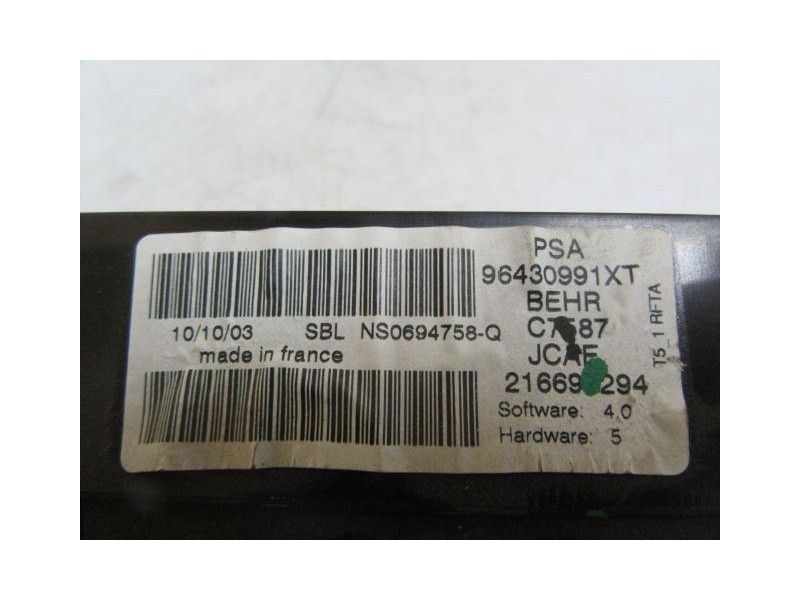 PSA
96430991XT
BEHR
10/10/03 SBL NS0694758-Q
made in france
Software: 4.0
Hardware: 5
T5_1 RFTA